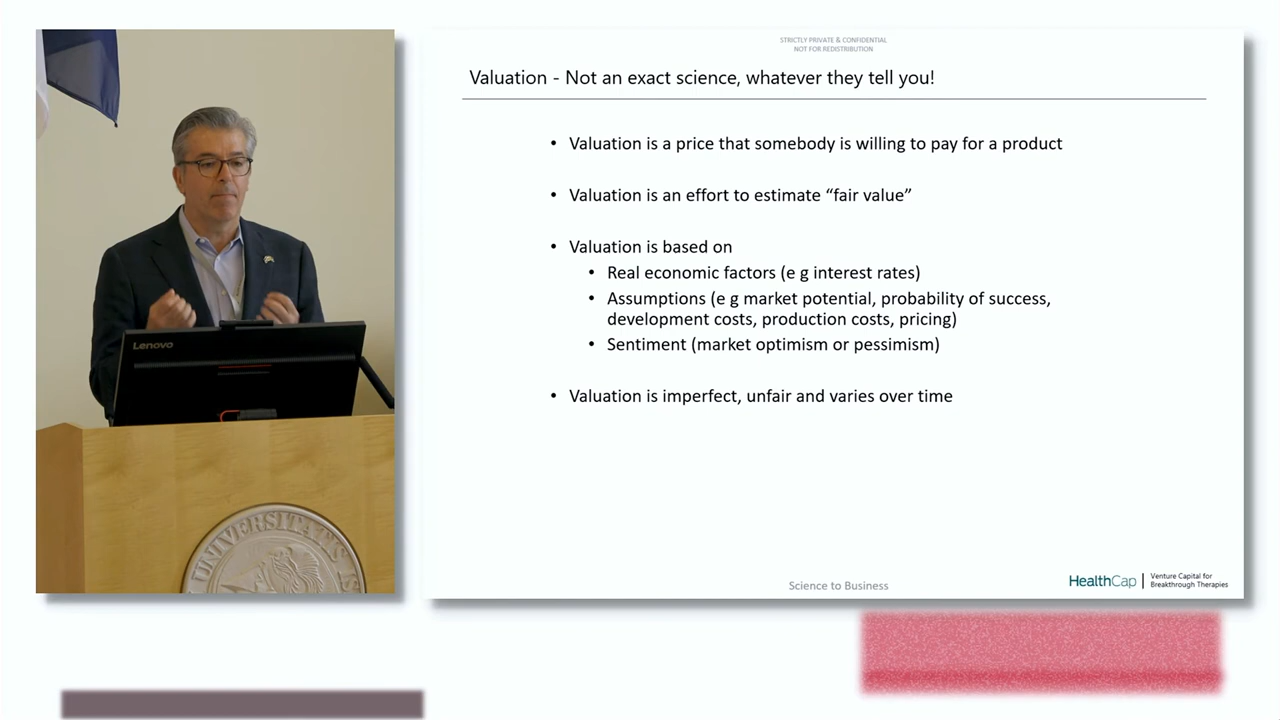 STRICTLY PRIVATE & CONFIDENTIAL
NOT FOR REDISTRIBUTION
Valuation - Not an exact science, whatever they tell you!
• Valuation is a price that somebody is willing to pay for a product
• Valuation is an effort to estimate “fair value”
• Valuation is based on
• Real economic factors (e g interest rates)
• Assumptions (e g market potential, probability of success,
development costs, production costs, pricing)
• Sentiment (market optimism or pessimism)
• Valuation is imperfect, unfair and varies over time
Science to Business
HealthCap
Venture Capital for
Breakthrough Therapies
Lenovo
UNIVERSITATIS